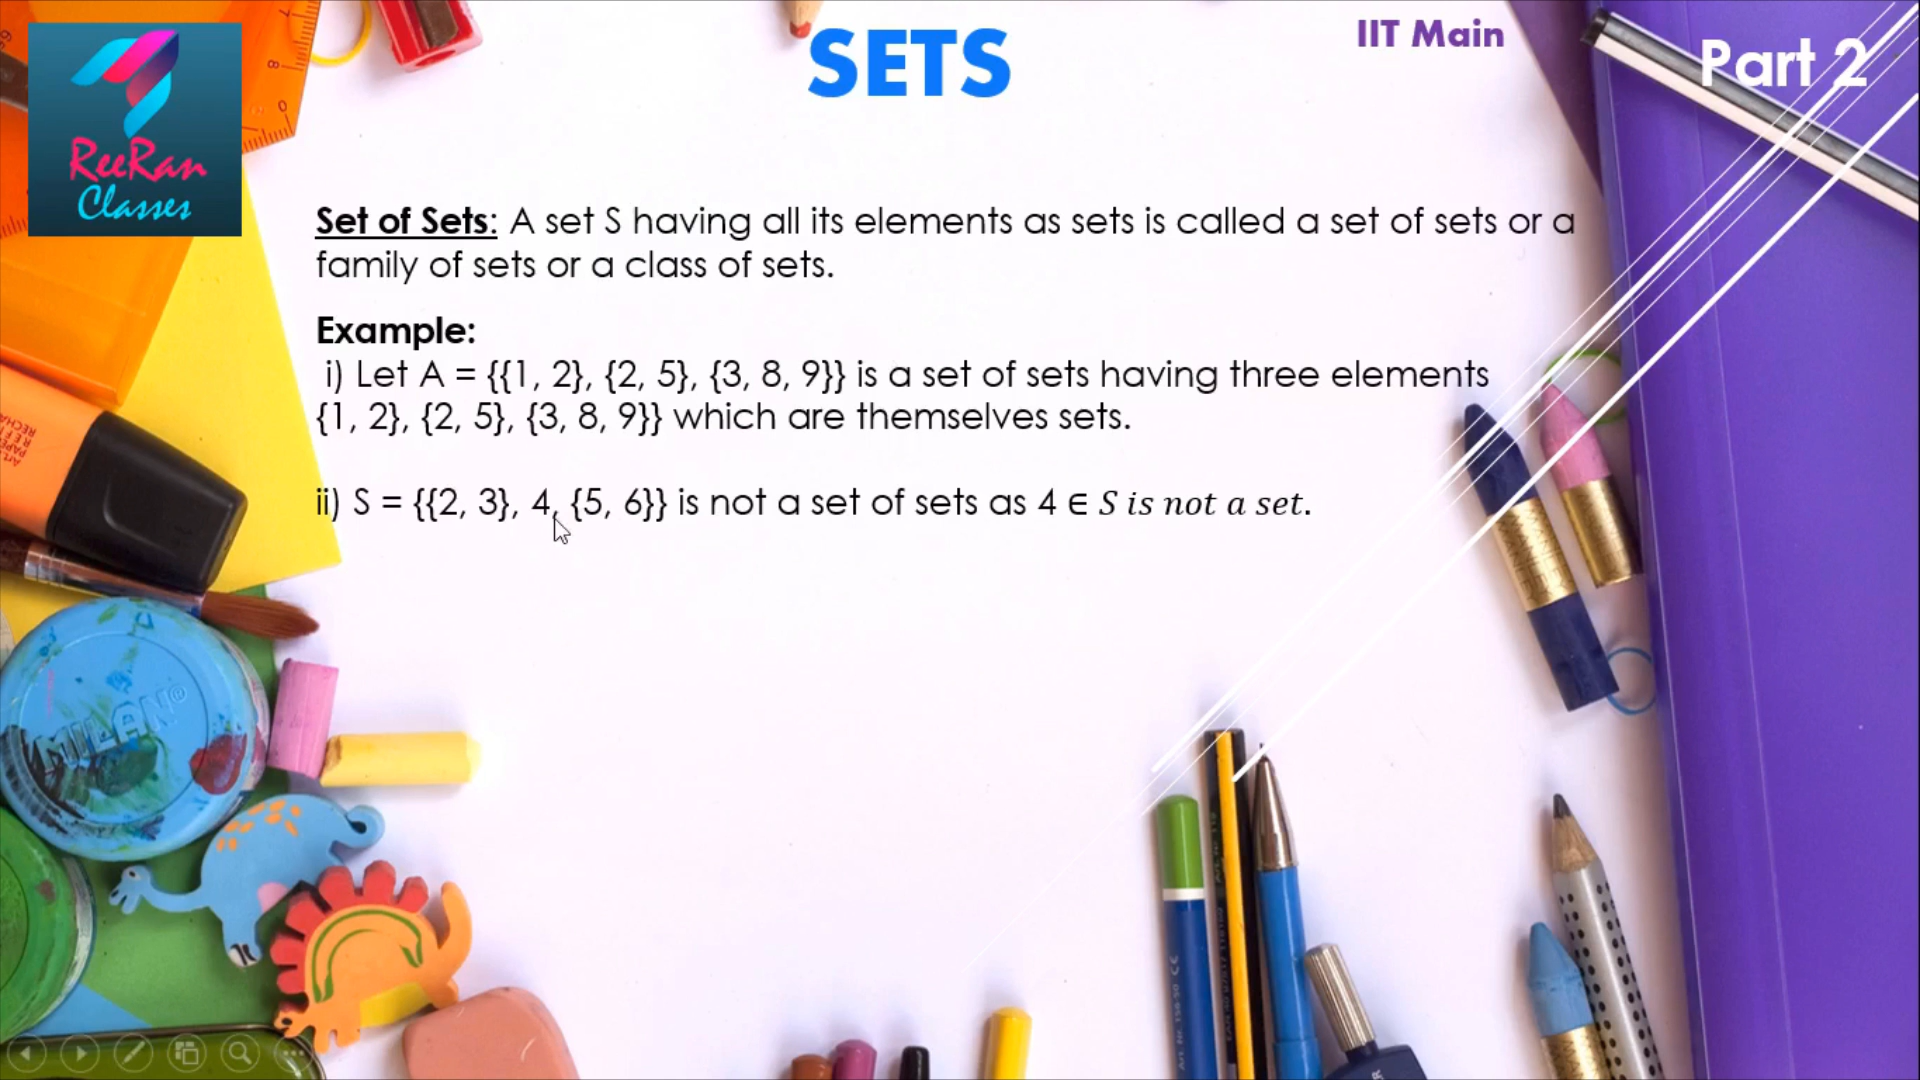 SETS
IIT Main
Part 2
ReeRan
Classes
Set of Sets: A set S having all its elements as sets is called a set of sets or a
family of sets or a class of sets.
Example:
i) Let A = {{1, 2}, {2, 5}, {3, 8, 9}} is a set of sets having three elements
{1, 2}, {2, 5}, {3, 8, 9}} which are themselves sets.
ii) S = {{2, 3}, 4, {5, 6}} is not a set of sets as 4 ∈ S is not a set.
MILAN®